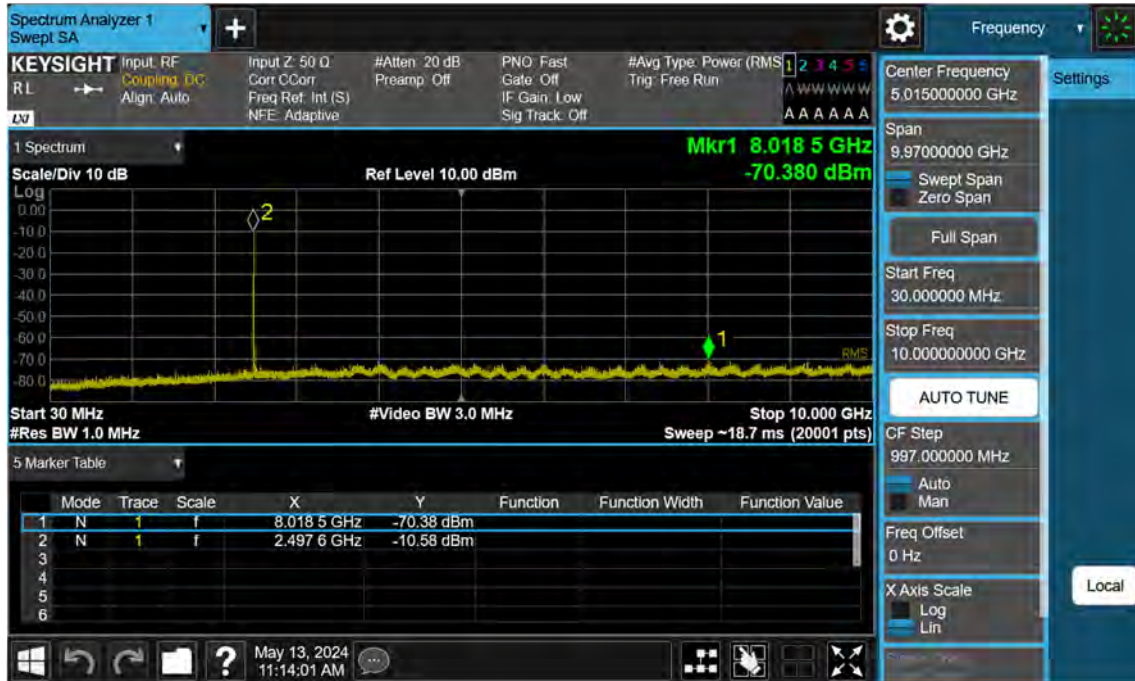 Spectrum Analyzer 1
Swept SA
Frequency
KEYSIGHT
RL
LXI
Input: RF
Coupling: DC
Align: Auto
Input Z: 50 Ω
Corr CCorr
Freq Ref: Int (S)
NFE: Adaptive
#Atten: 20 dB
Preamp: Off
PNO: Fast
Gate: Off
IF Gain: Low
Sig Track: Off
#Avg Type: Power (RMS
Trig: Free Run
1 2 3 4 5 6
A W W W W W
A A A A A A
1 Spectrum
Mkr1 8.018 5 GHz
-70.380 dBm
Scale/Div 10 dB
Ref Level 10.00 dBm
Log
0.00
-10.0
-20.0
-30.0
-40.0
-50.0
-60.0
-70.0
-80.0
2
1
RMS
Start 30 MHz
#Video BW 3.0 MHz
Stop 10.000 GHz
#Res BW 1.0 MHz
Sweep ~18.7 ms (20001 pts)
5 Marker Table
Mode Trace Scale X Y Function Function Width Function Value
1 N 1 f 8.018 5 GHz -70.38 dBm
2 N 1 f 2.497 6 GHz -10.58 dBm
3
4
5
6
May 13, 2024
11:14:01 AM
?
Center Frequency
5.015000000 GHz
Settings
Span
9.97000000 GHz
Swept Span
Zero Span
Full Span
Start Freq
30.000000 MHz
Stop Freq
10.000000000 GHz
AUTO TUNE
CF Step
997.000000 MHz
Auto
Man
Freq Offset
0 Hz
X Axis Scale
Log
Lin
Local